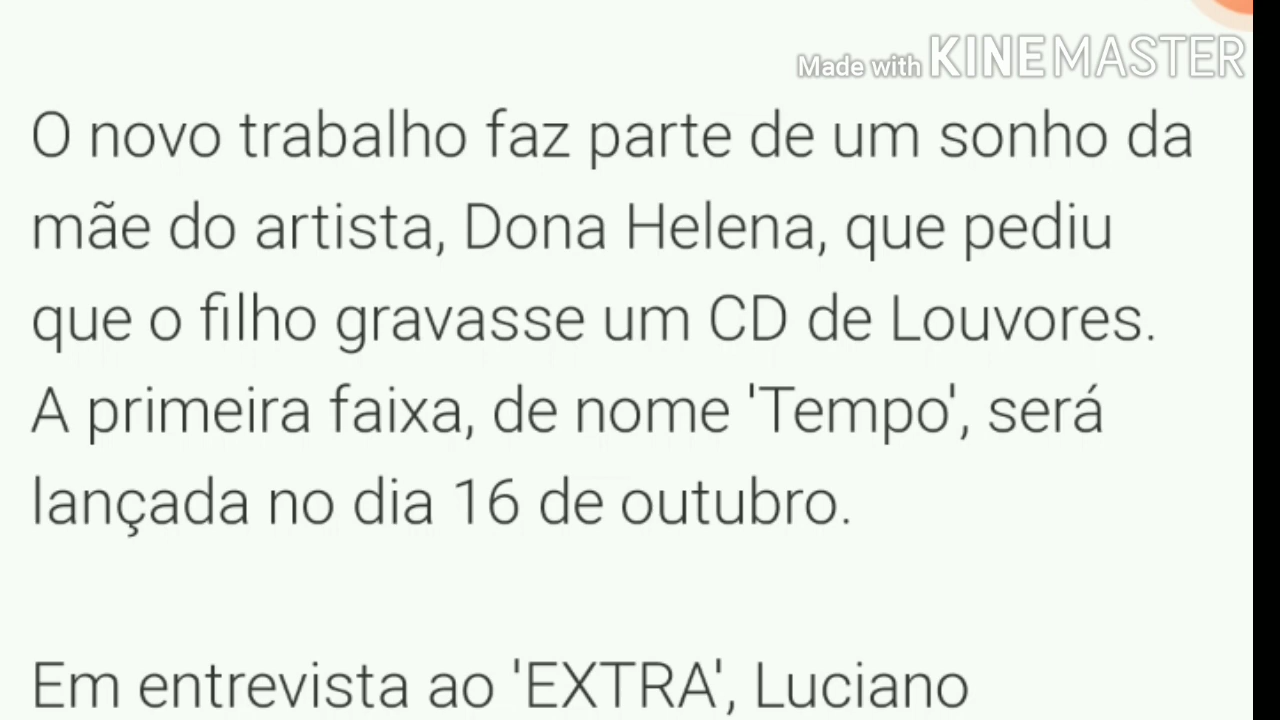 Made with KINEMASTER
O novo trabalho faz parte de um sonho da
mãe do artista, Dona Helena, que pediu
que o filho gravasse um CD de Louvores.
A primeira faixa, de nome 'Tempo', será
lançada no dia 16 de outubro.
Em entrevista ao 'EXTRA', Luciano